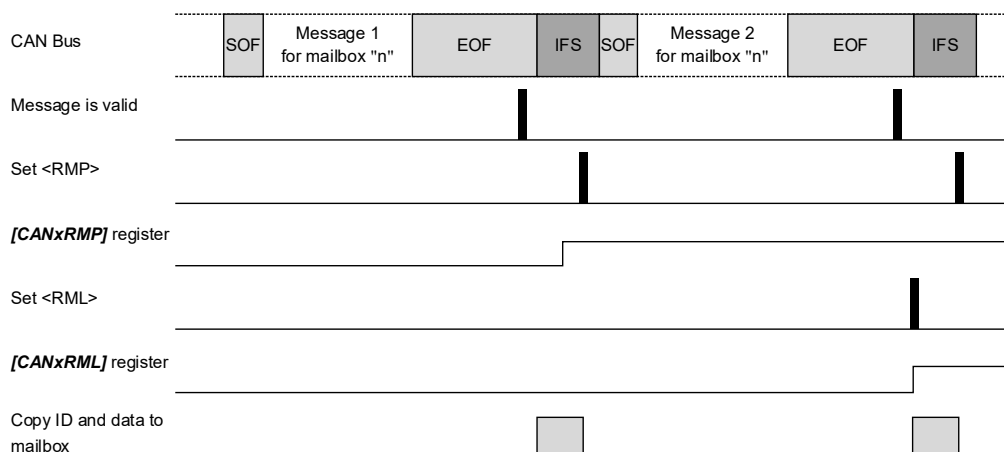 CAN Bus
SOF
Message 1
for mailbox "n"
EOF
IFS
SOF
Message 2
for mailbox "n"
EOF
IFS
Message is valid
Set <RMP>
[CANxRMP] register
Set <RML>
[CANxRML] register
Copy ID and data to
mailbox